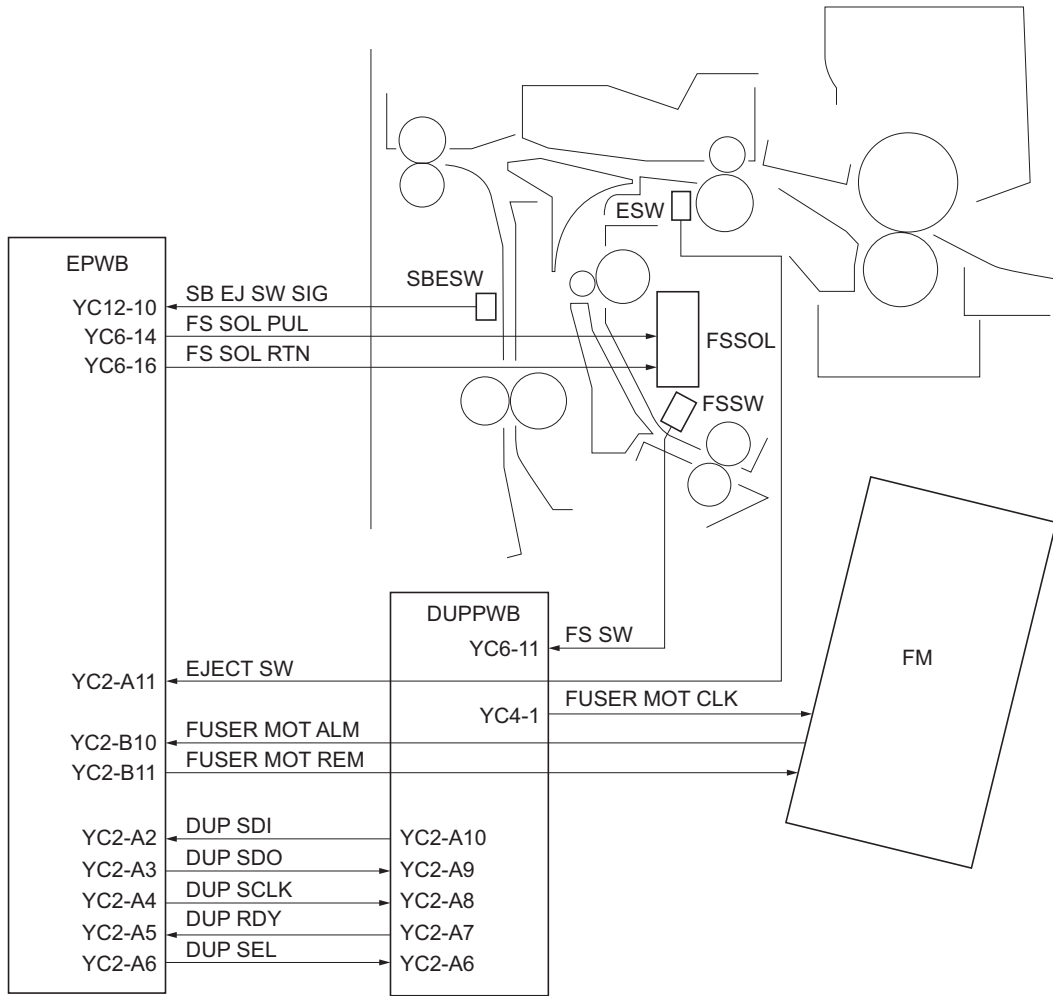 ESW
EPWB
SBESW
YC12-10
SB EJ SW SIG
YC6-14
FS SOL PUL
FSSOL
YC6-16
FS SOL RTN
FSSW
DUPPWB
YC6-11
FS SW
FM
YC2-A11
EJECT SW
YC4-1
FUSER MOT CLK
YC2-B10
FUSER MOT ALM
YC2-B11
FUSER MOT REM
YC2-A2
DUP SDI
YC2-A10
YC2-A3
DUP SDO
YC2-A9
YC2-A4
DUP SCLK
YC2-A8
YC2-A5
DUP RDY
YC2-A7
YC2-A6
DUP SEL
YC2-A6